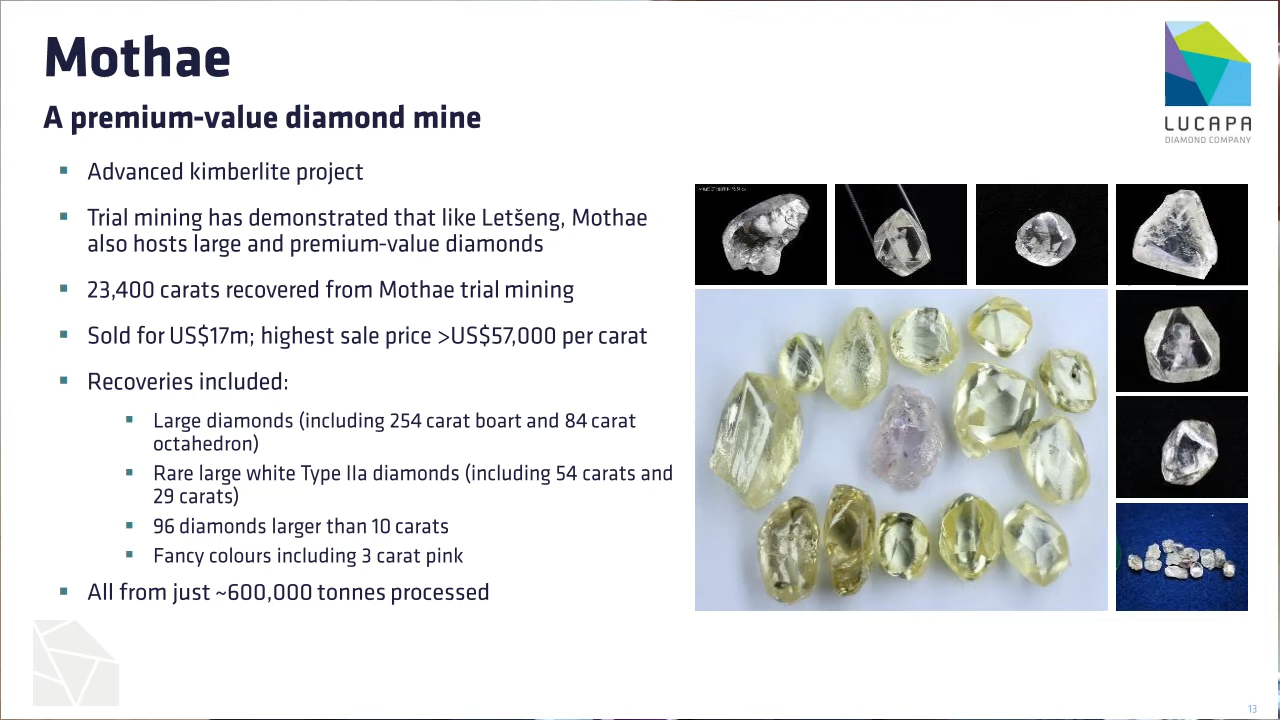 Mothae
A premium-value diamond mine
LUCAPA
DIAMOND COMPANY
▪ Advanced kimberlite project
▪ Trial mining has demonstrated that like Letšeng, Mothae
also hosts large and premium-value diamonds
▪ 23,400 carats recovered from Mothae trial mining
▪ Sold for US$17m; highest sale price >US$57,000 per carat
▪ Recoveries included:
▪ Large diamonds (including 254 carat boart and 84 carat
octahedron)
▪ Rare large white Type lla diamonds (including 54 carats and
29 carats)
▪ 96 diamonds larger than 10 carats
▪ Fancy colours including 3 carat pink
▪ All from just ~600,000 tonnes processed
13